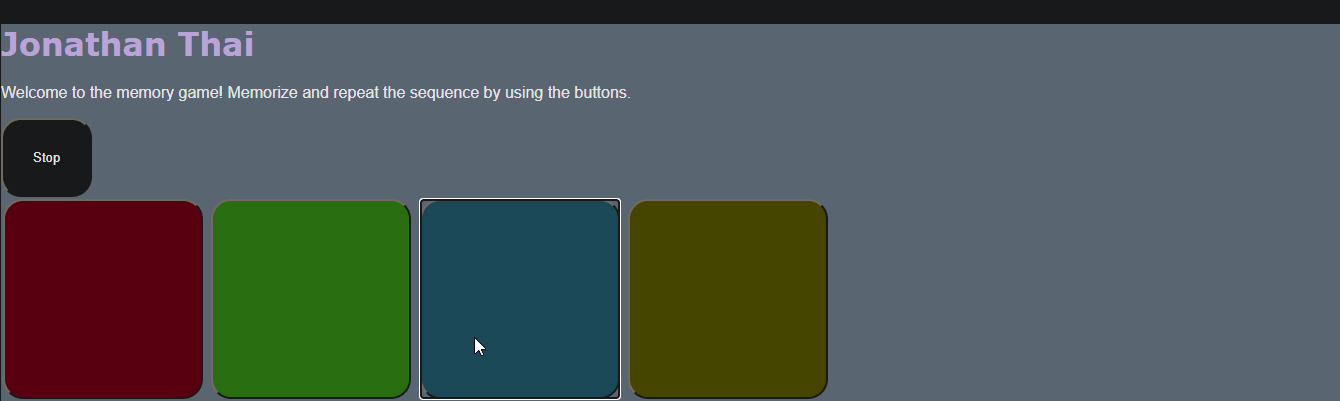 Jonathan Thai
Welcome to the memory game! Memorize and repeat the sequence by using the buttons.
Stop